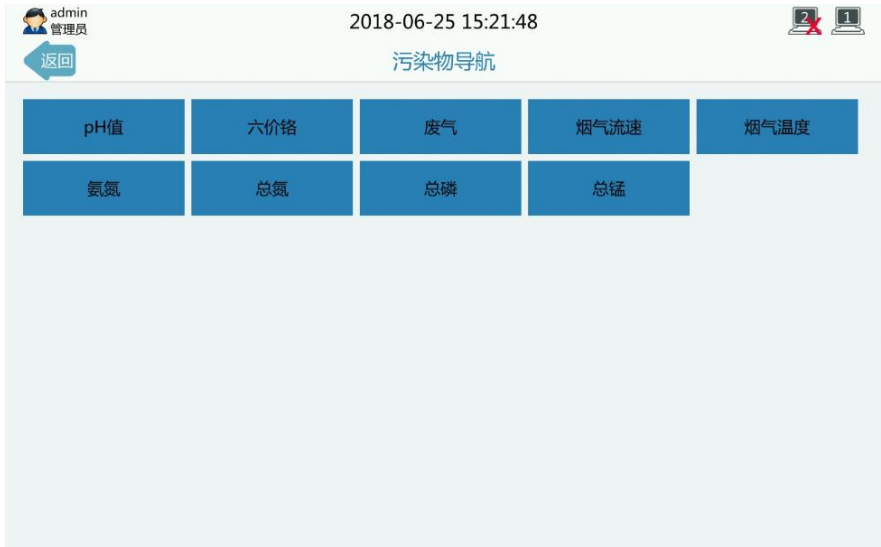 admin
管理员
2018-06-25 15:21:48
2
1
返回
污染物导航
pH值
六价铬
废气
烟气流速
烟气温度
氨氮
总氮
总磷
总锰